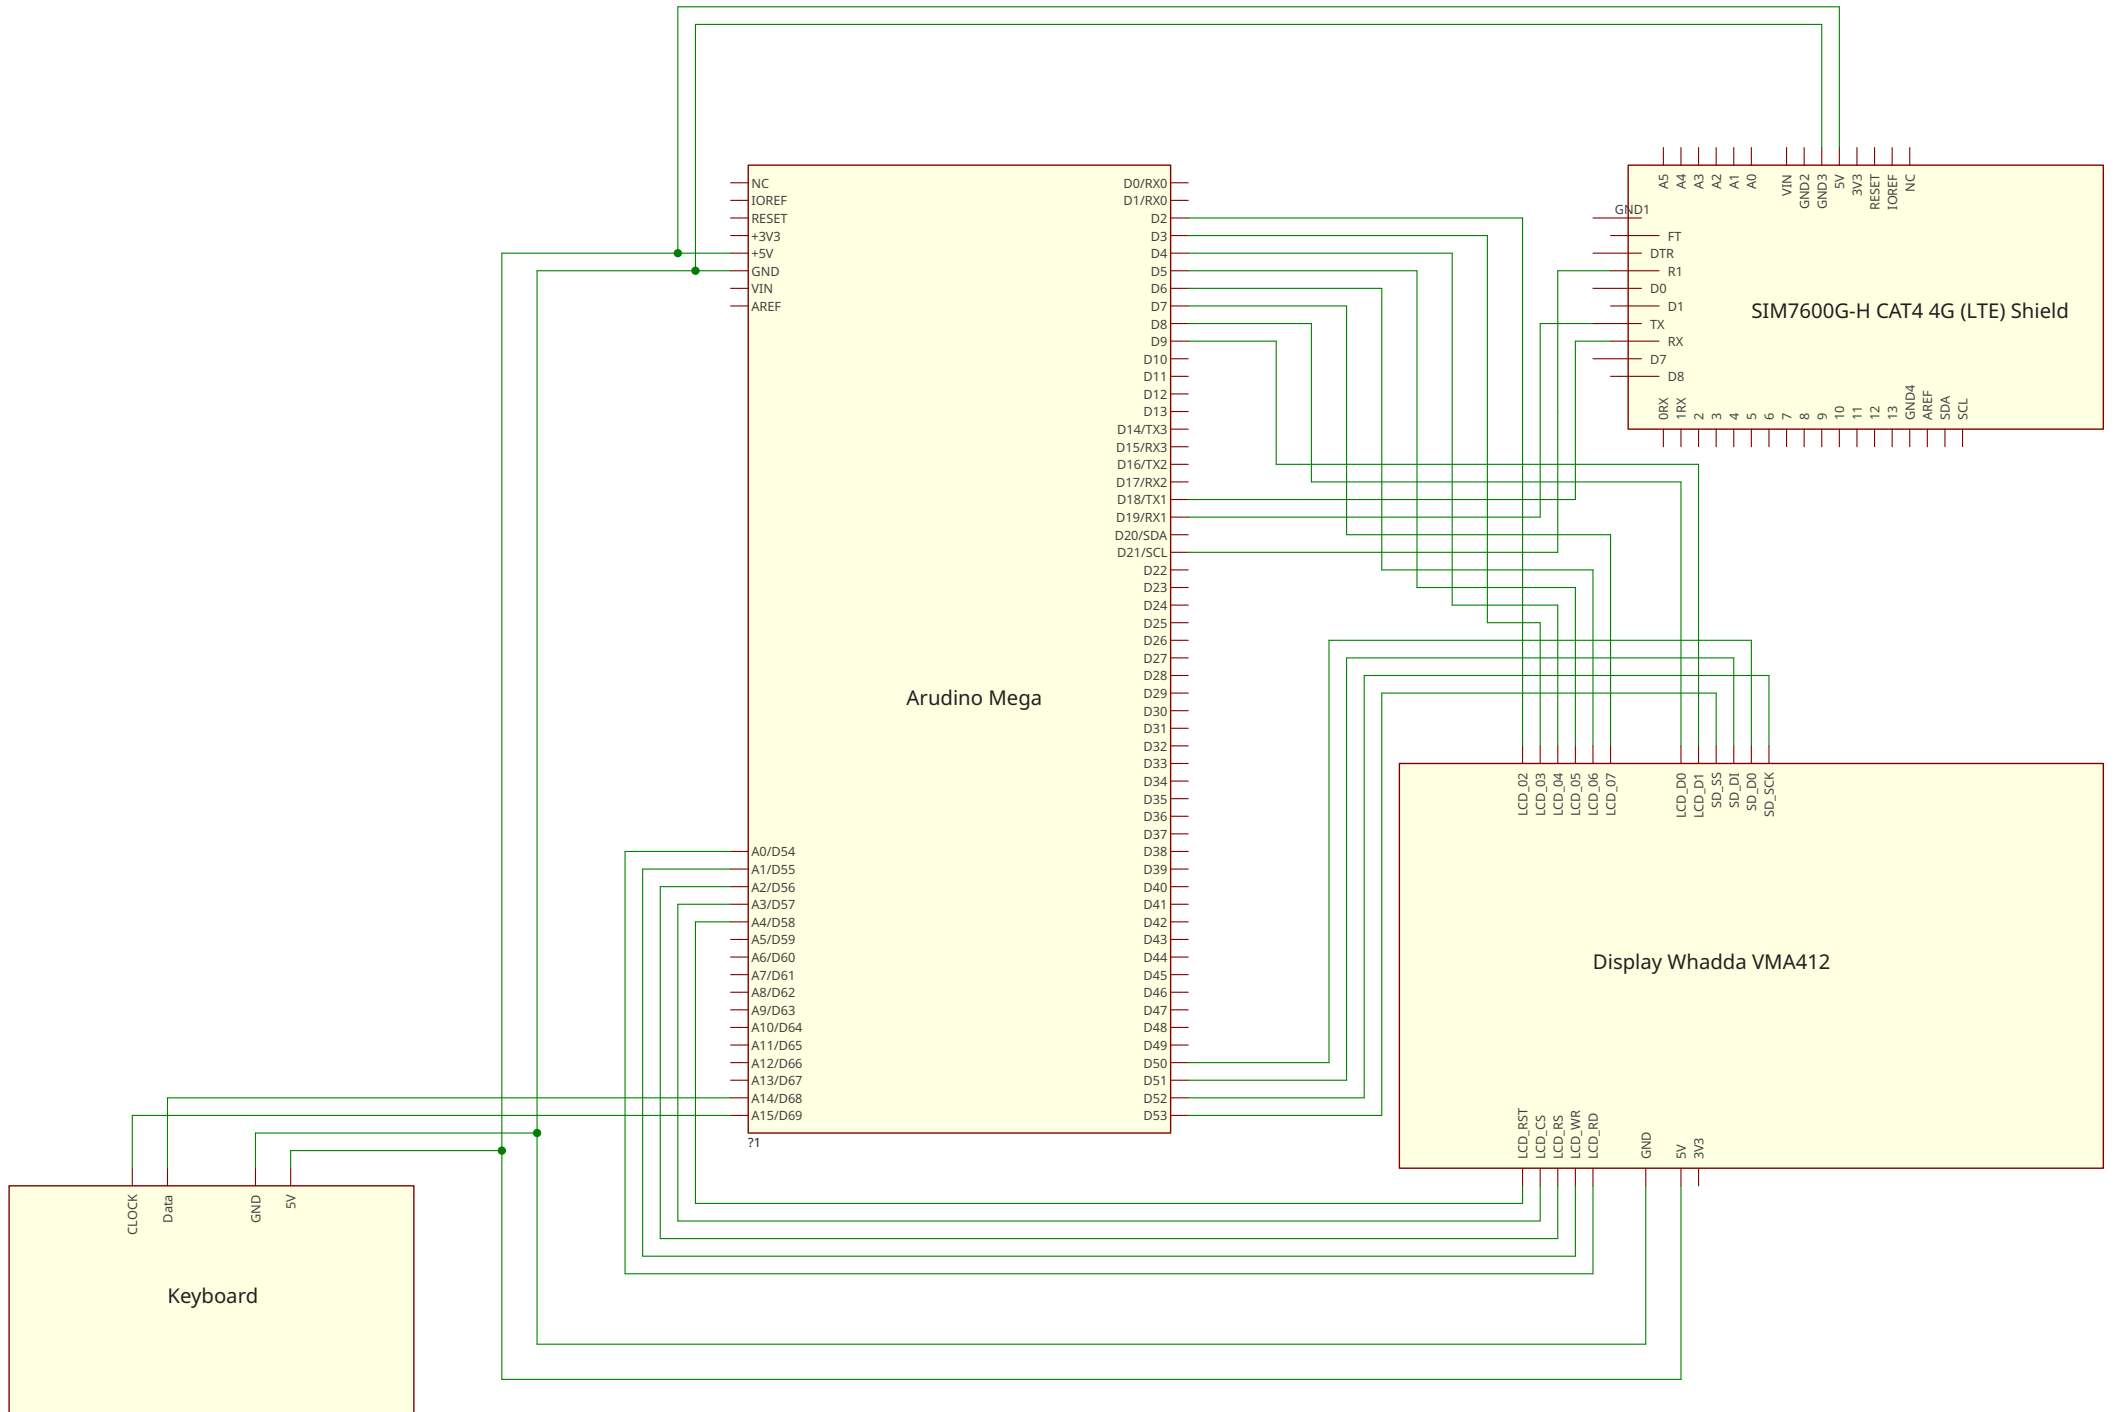 NC
IOREF
RESET
+3V3
+5V
GND
VIN
AREF
A0/D54
A1/D55
A2/D56
A3/D57
A4/D58
A5/D59
A6/D60
A7/D61
A8/D62
A9/D63
A10/D64
A11/D65
A12/D66
A13/D67
A14/D68
A15/D69
D0/RX0
D1/RX0
D2
D3
D4
D5
D6
D7
D8
D9
D10
D11
D12
D13
D14/TX3
D15/RX3
D16/TX2
D17/RX2
D18/TX1
D19/RX1
D20/SDA
D21/SCL
D22
D23
D24
D25
D26
D27
D28
D29
D30
D31
D32
D33
D34
D35
D36
D37
D38
D39
D40
D41
D42
D43
D44
D45
D46
D47
D48
D49
D50
D51
D52
D53
Arudino Mega
?1
A5
A4
A3
A2
A1
A0
VIN
GND2
GND3
5V
3V3
RESET
IOREF
NC
GND1
FT
DTR
R1
D0
D1
TX
RX
D7
D8
SIM7600G-H CAT4 4G (LTE) Shield
0RX
1RX
2
3
4
5
6
7
8
9
10
11
12
13
GND4
AREF
SDA
SCL
LCD_02
LCD_03
LCD_04
LCD_05
LCD_06
LCD_07
LCD_D0
LCD_D1
SD_SS
SD_DI
SD_D0
SD_SCK
Display Whadda VMA412
LCD_RST
LCD_CS
LCD_RS
LCD_WR
LCD_RD
GND
5V
3V3
CLOCK
Data
GND
5V
Keyboard